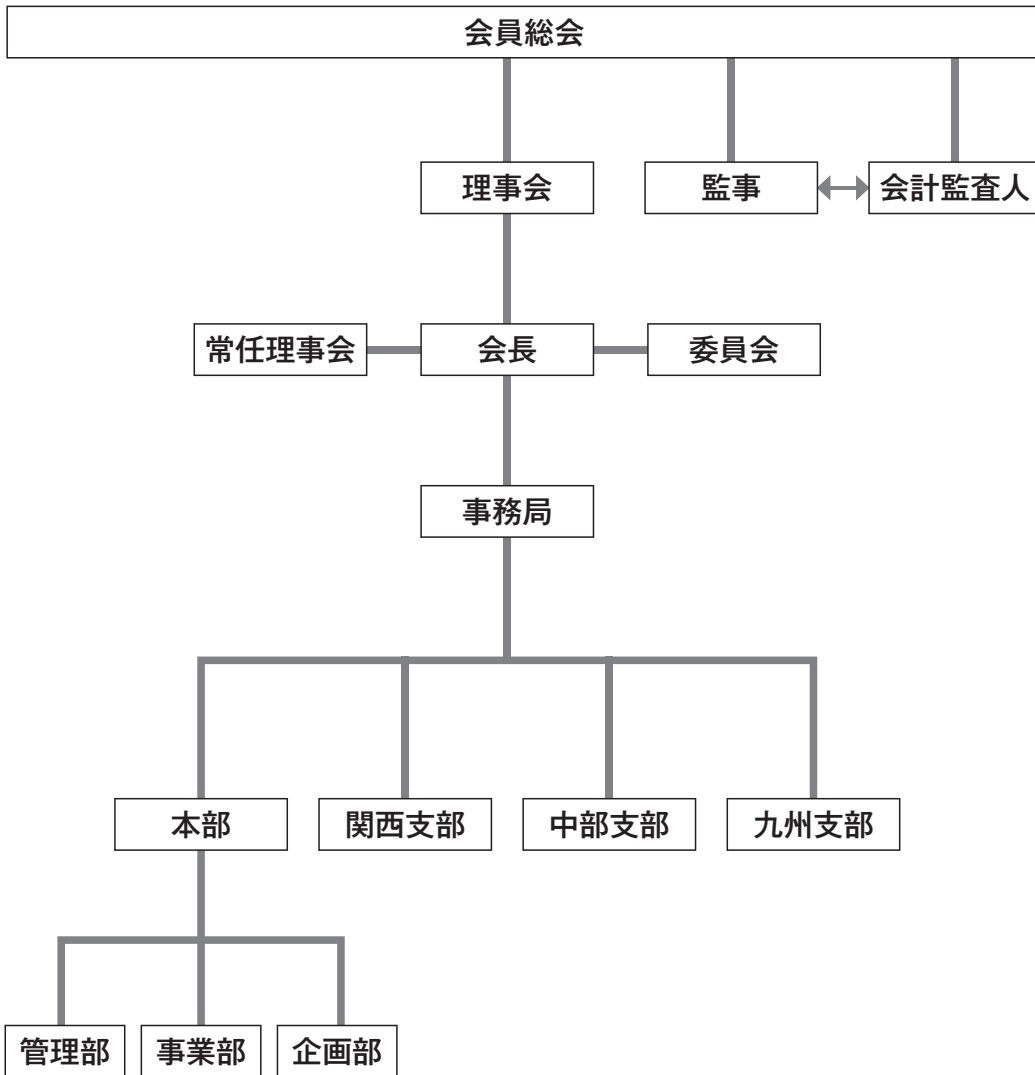 会員総会
理事会
監事
会計監査人
常任理事会
会長
委員会
事務局
本部
関西支部
中部支部
九州支部
管理部
事業部
企画部